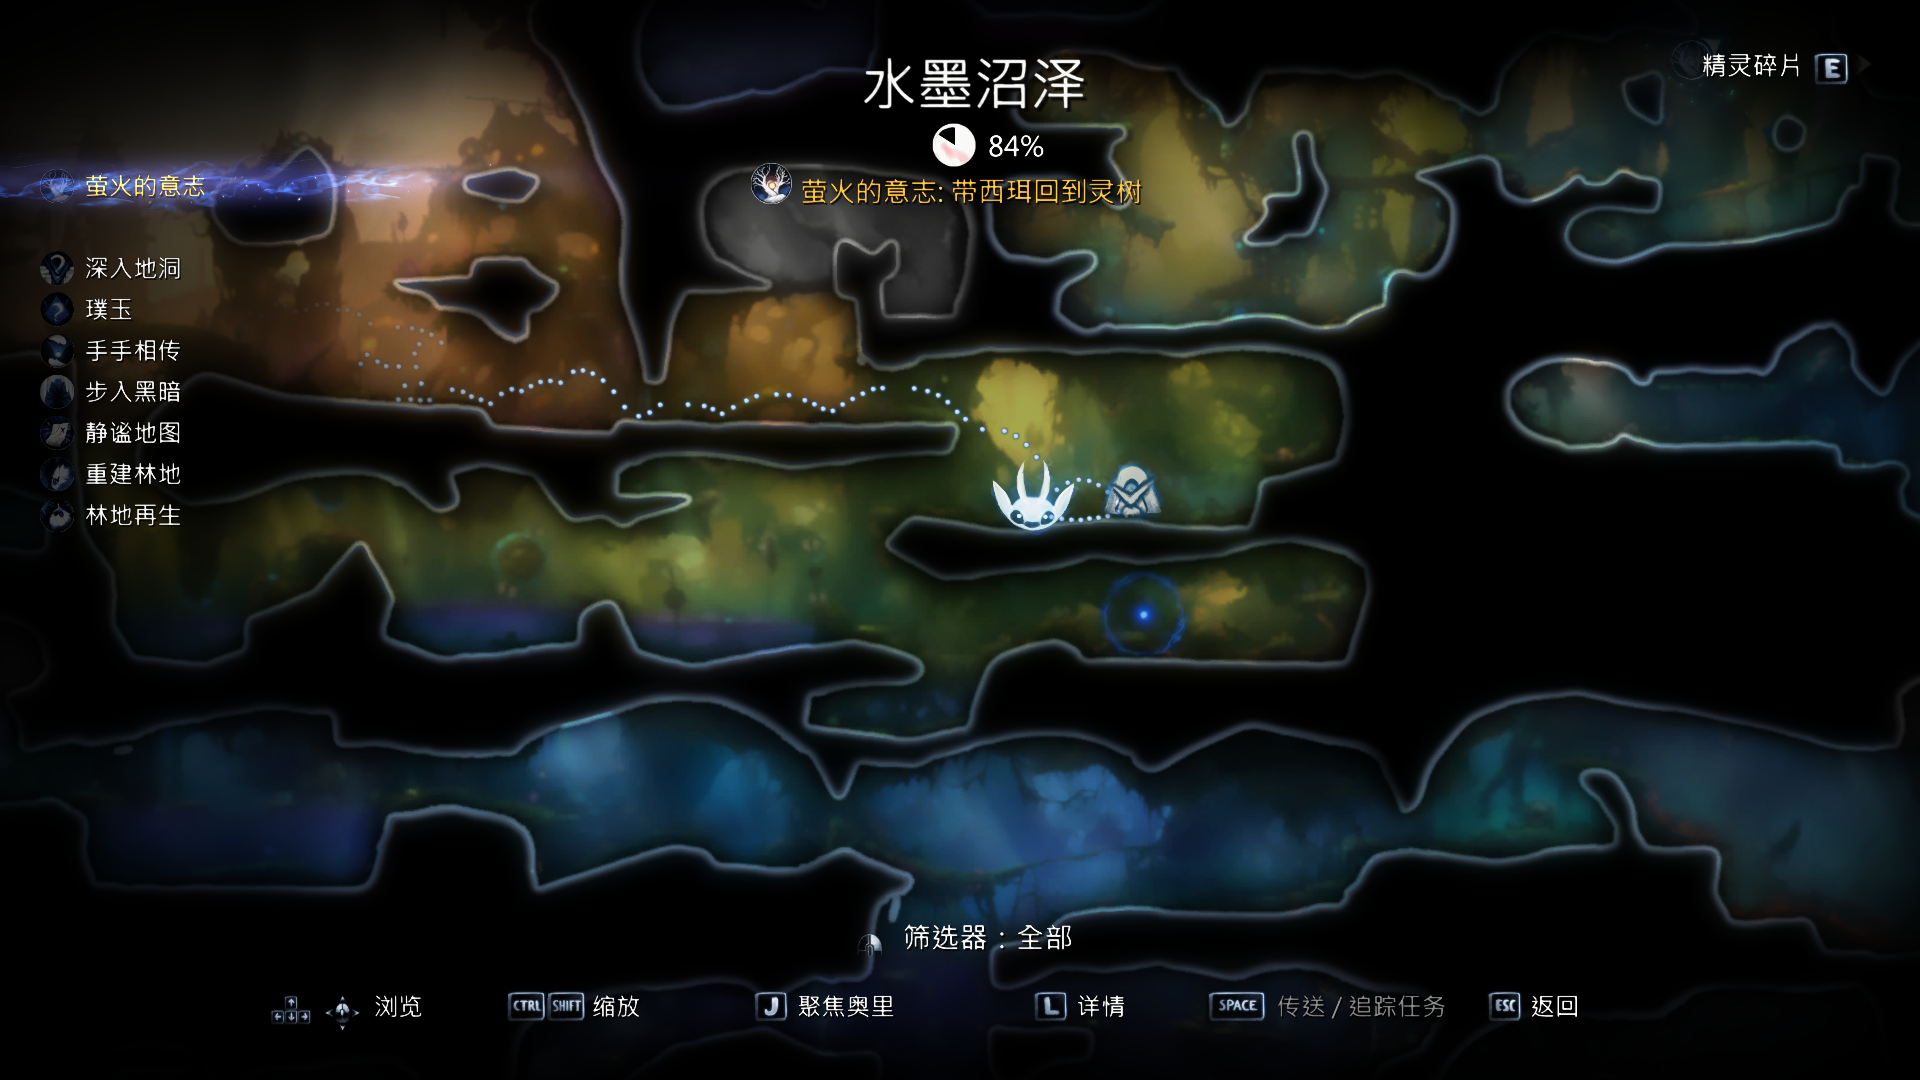 水墨沼泽
精灵碎片 E
84%
萤火的意志: 带西珥回到灵树
萤火的意志
深入地洞
璞玉
手手相传
步入黑暗
静谧地图
重建林地
林地再生
筛选器：全部
浏览
CTRL SHIFT 缩放
J 聚焦奥里
L 详情
SPACE 传送 / 追踪任务
ESC 返回